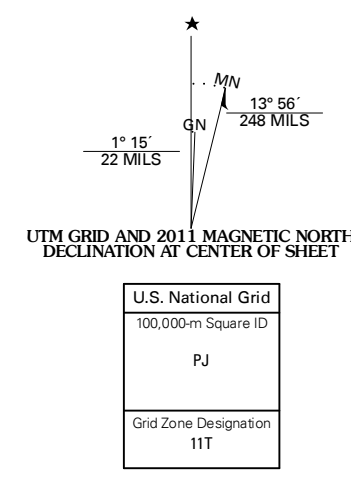 ★
MN
GN
13° 56´
248 MILS
1° 15´
22 MILS
UTM GRID AND 2011 MAGNETIC NORTH
DECLINATION AT CENTER OF SHEET
U.S. National Grid
100,000-m Square ID
PJ
Grid Zone Designation
11T